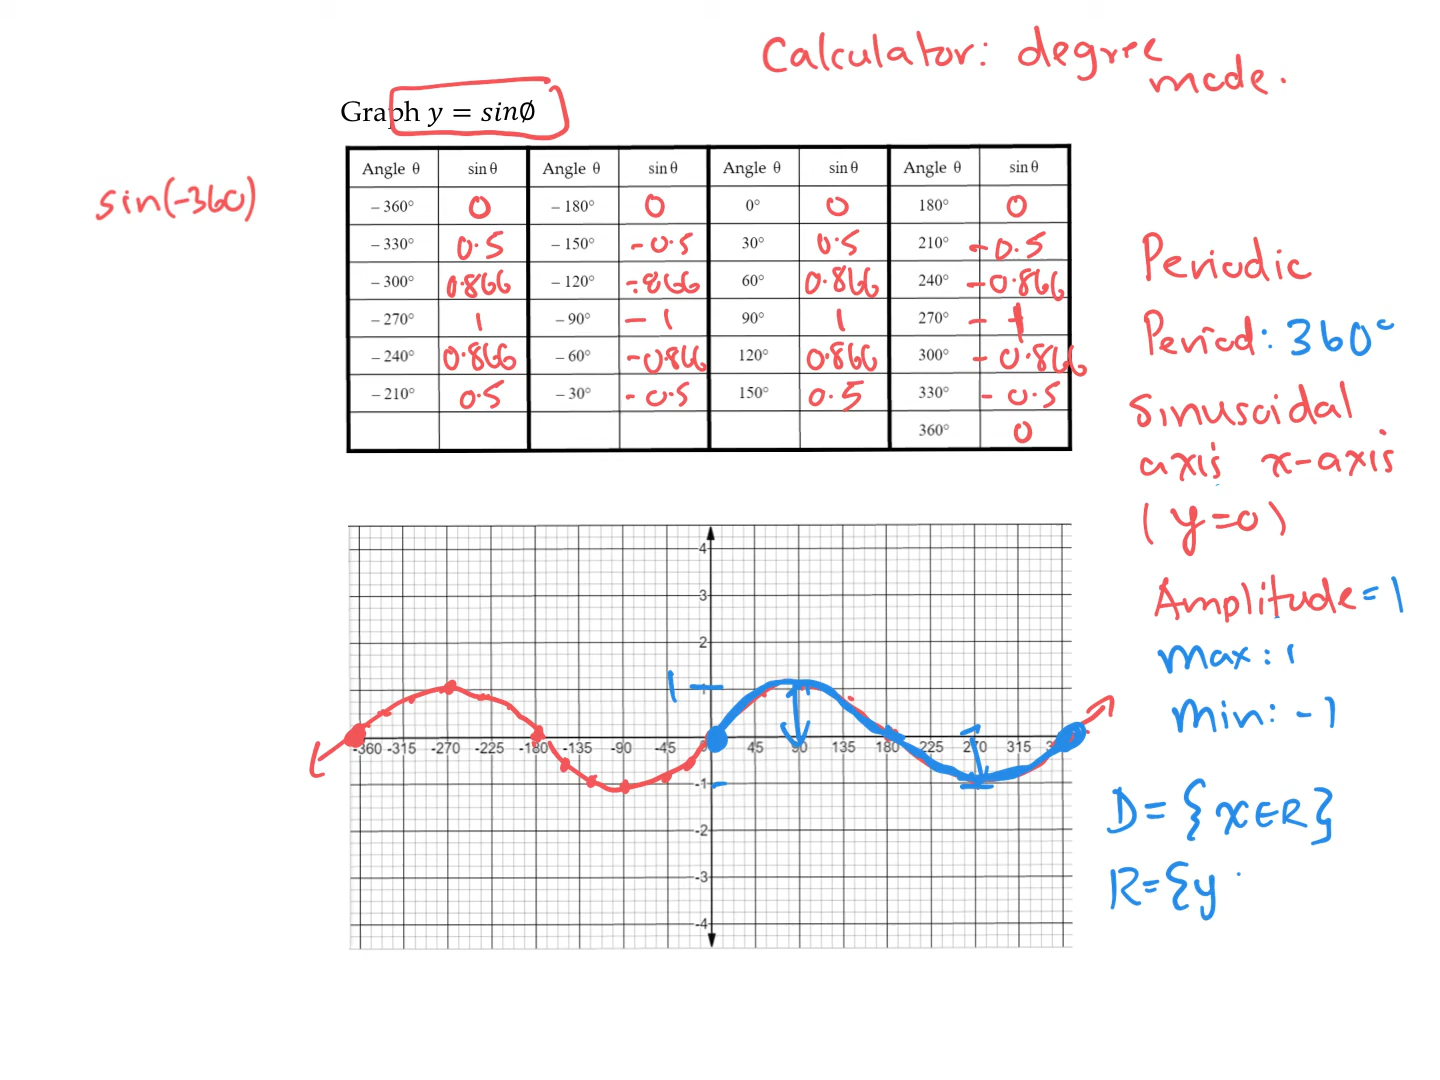 Calculator: degree mode.
Graph y = sin∅
sin(-360)
Angle θ sin θ Angle θ sin θ Angle θ sin θ Angle θ sin θ
– 360° 0 – 180° 0 0° 0 180° 0
– 330° 0.5 – 150° -0.5 30° 0.5 210° -0.5
– 300° 0.866 – 120° -.866 60° 0.866 240° -0.866
– 270° 1 – 90° -1 90° 1 270° -1
– 240° 0.866 – 60° -0.866 120° 0.866 300° -0.866
– 210° 0.5 – 30° -0.5 150° 0.5 330° -0.5
360° 0
Periodic
Period: 360°
Sinusoidal
axis x-axis
(y=0)
Amplitude = 1
max: 1
min: -1
D = {x∈R}
R = {y
4
3
2
1
-360 -315 -270 -225 -180 -135 -90 -45 0 45 90 135 180 225 270 315
-1
-2
-3
-4